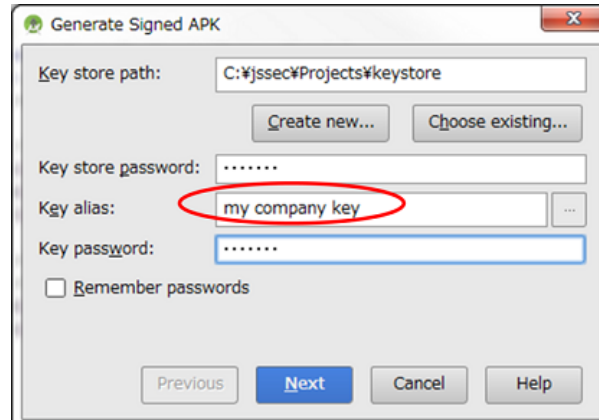 Generate Signed APK
Key store path: C:¥jssec¥Projects¥keystore
Create new... Choose existing...
Key store password: •••••••
Key alias: my company key ...
Key password: •••••••
Remember passwords
Previous Next Cancel Help